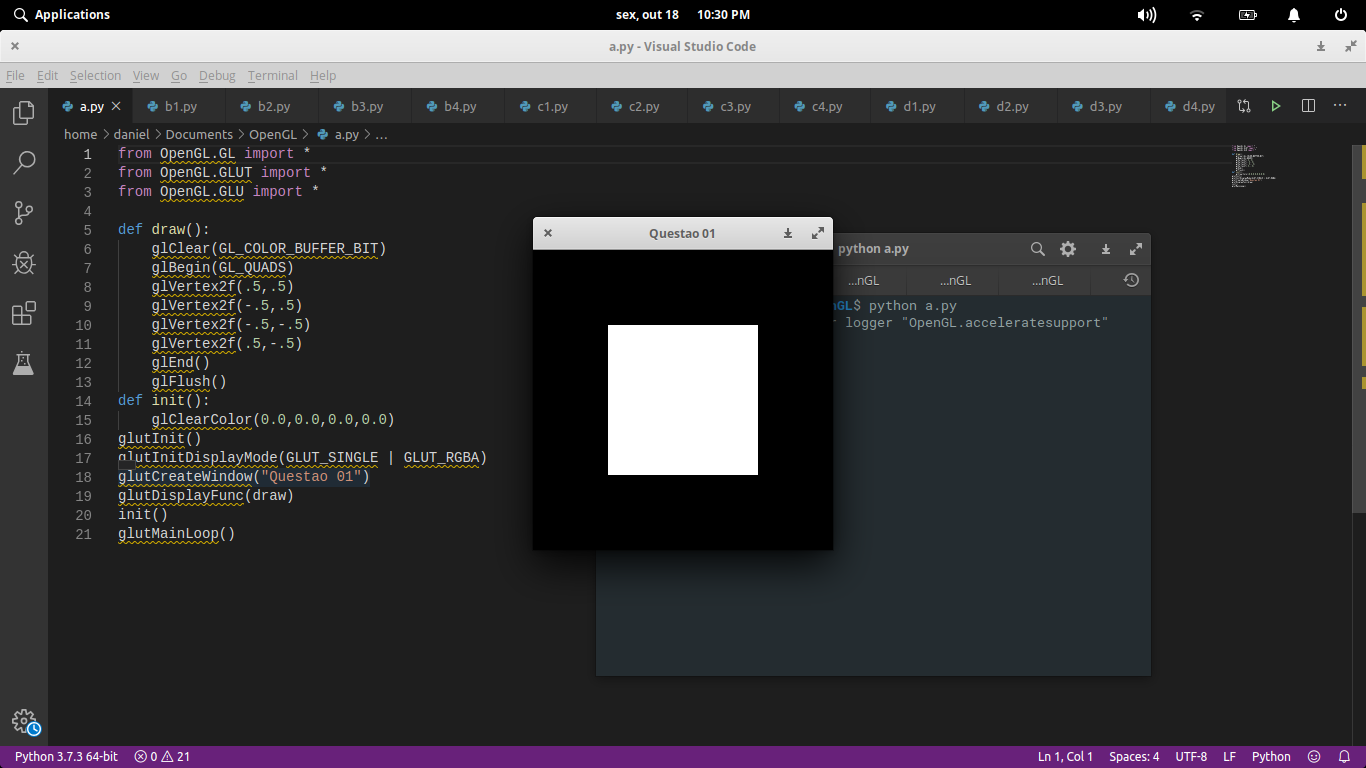 Applications sex, out 18 10:30 PM
a.py - Visual Studio Code
File Edit Selection View Go Debug Terminal Help
a.py b1.py b2.py b3.py b4.py c1.py c2.py c3.py c4.py d1.py d2.py d3.py d4.py
home > daniel > Documents > OpenGL > a.py > ...
1 from OpenGL.GL import *
2 from OpenGL.GLUT import *
3 from OpenGL.GLU import *
4
5 def draw():
6 glClear(GL_COLOR_BUFFER_BIT)
7 glBegin(GL_QUADS)
8 glVertex2f(.5,.5)
9 glVertex2f(-.5,.5)
10 glVertex2f(-.5,-.5)
11 glVertex2f(.5,-.5)
12 glEnd()
13 glFlush()
14 def init():
15 glClearColor(0.0,0.0,0.0,0.0)
16 glutInit()
17 glutInitDisplayMode(GLUT_SINGLE | GLUT_RGBA)
18 glutCreateWindow("Questao 01")
19 glutDisplayFunc(draw)
20 init()
21 glutMainLoop()
Questao 01
python a.py
...nGL ...nGL ...nGL
GL$ python a.py
logger "OpenGL.acceleratesupport"
Python 3.7.3 64-bit 0 21 Ln 1, Col 1 Spaces: 4 UTF-8 LF Python